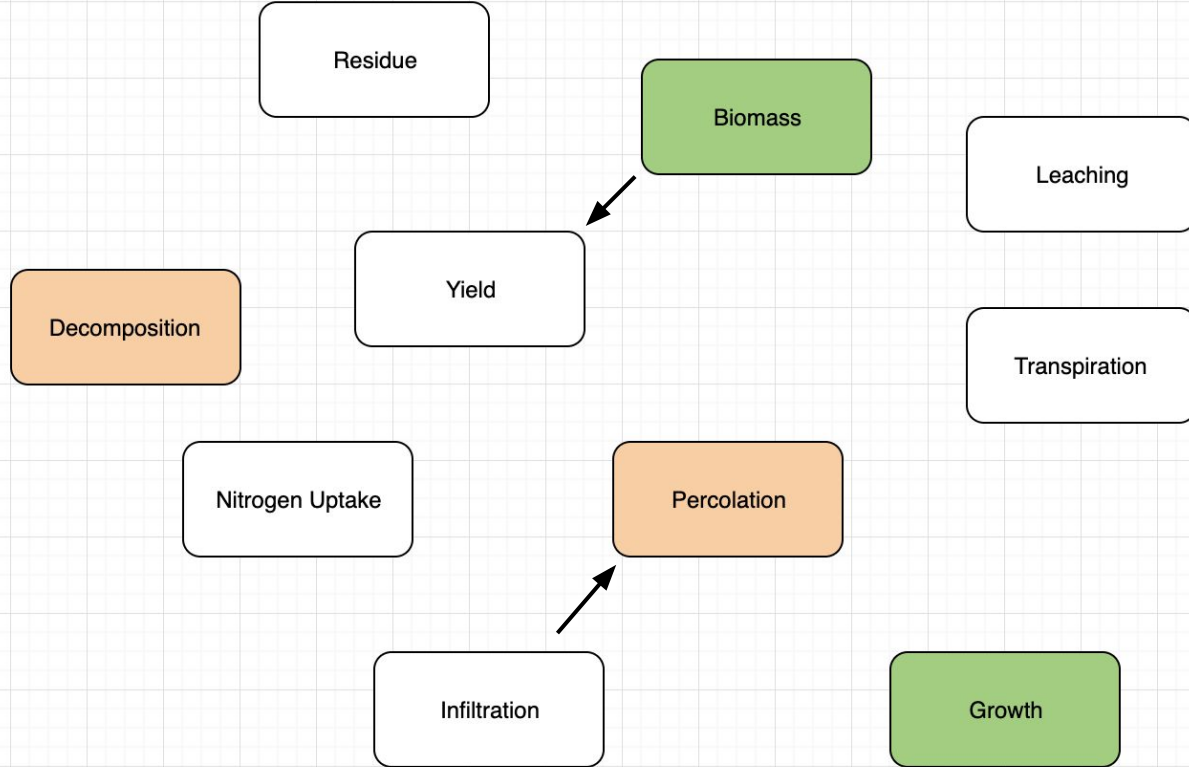 Residue
Biomass
Leaching
Yield
Decomposition
Transpiration
Nitrogen Uptake
Percolation
Infiltration
Growth